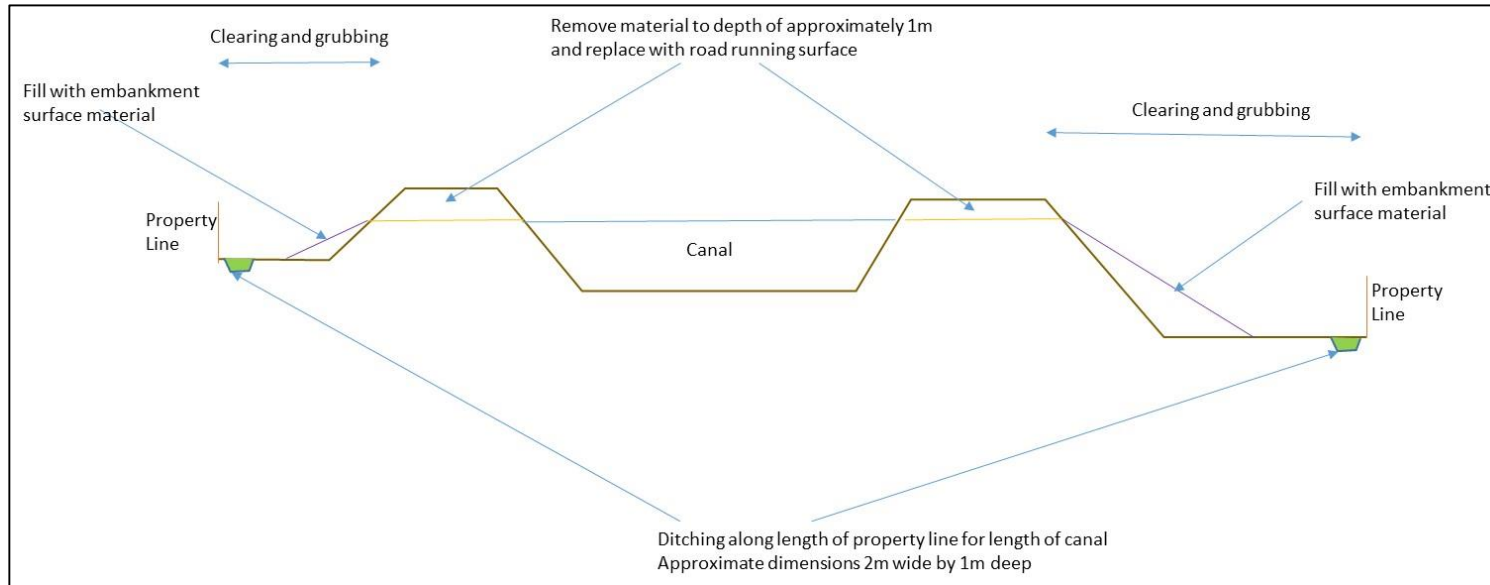 Remove material to depth of approximately 1m
and replace with road running surface
Clearing and grubbing
Fill with embankment
surface material
Clearing and grubbing
Fill with embankment
surface material
Property
Line
Canal
Property
Line
Ditching along length of property line for length of canal
Approximate dimensions 2m wide by 1m deep